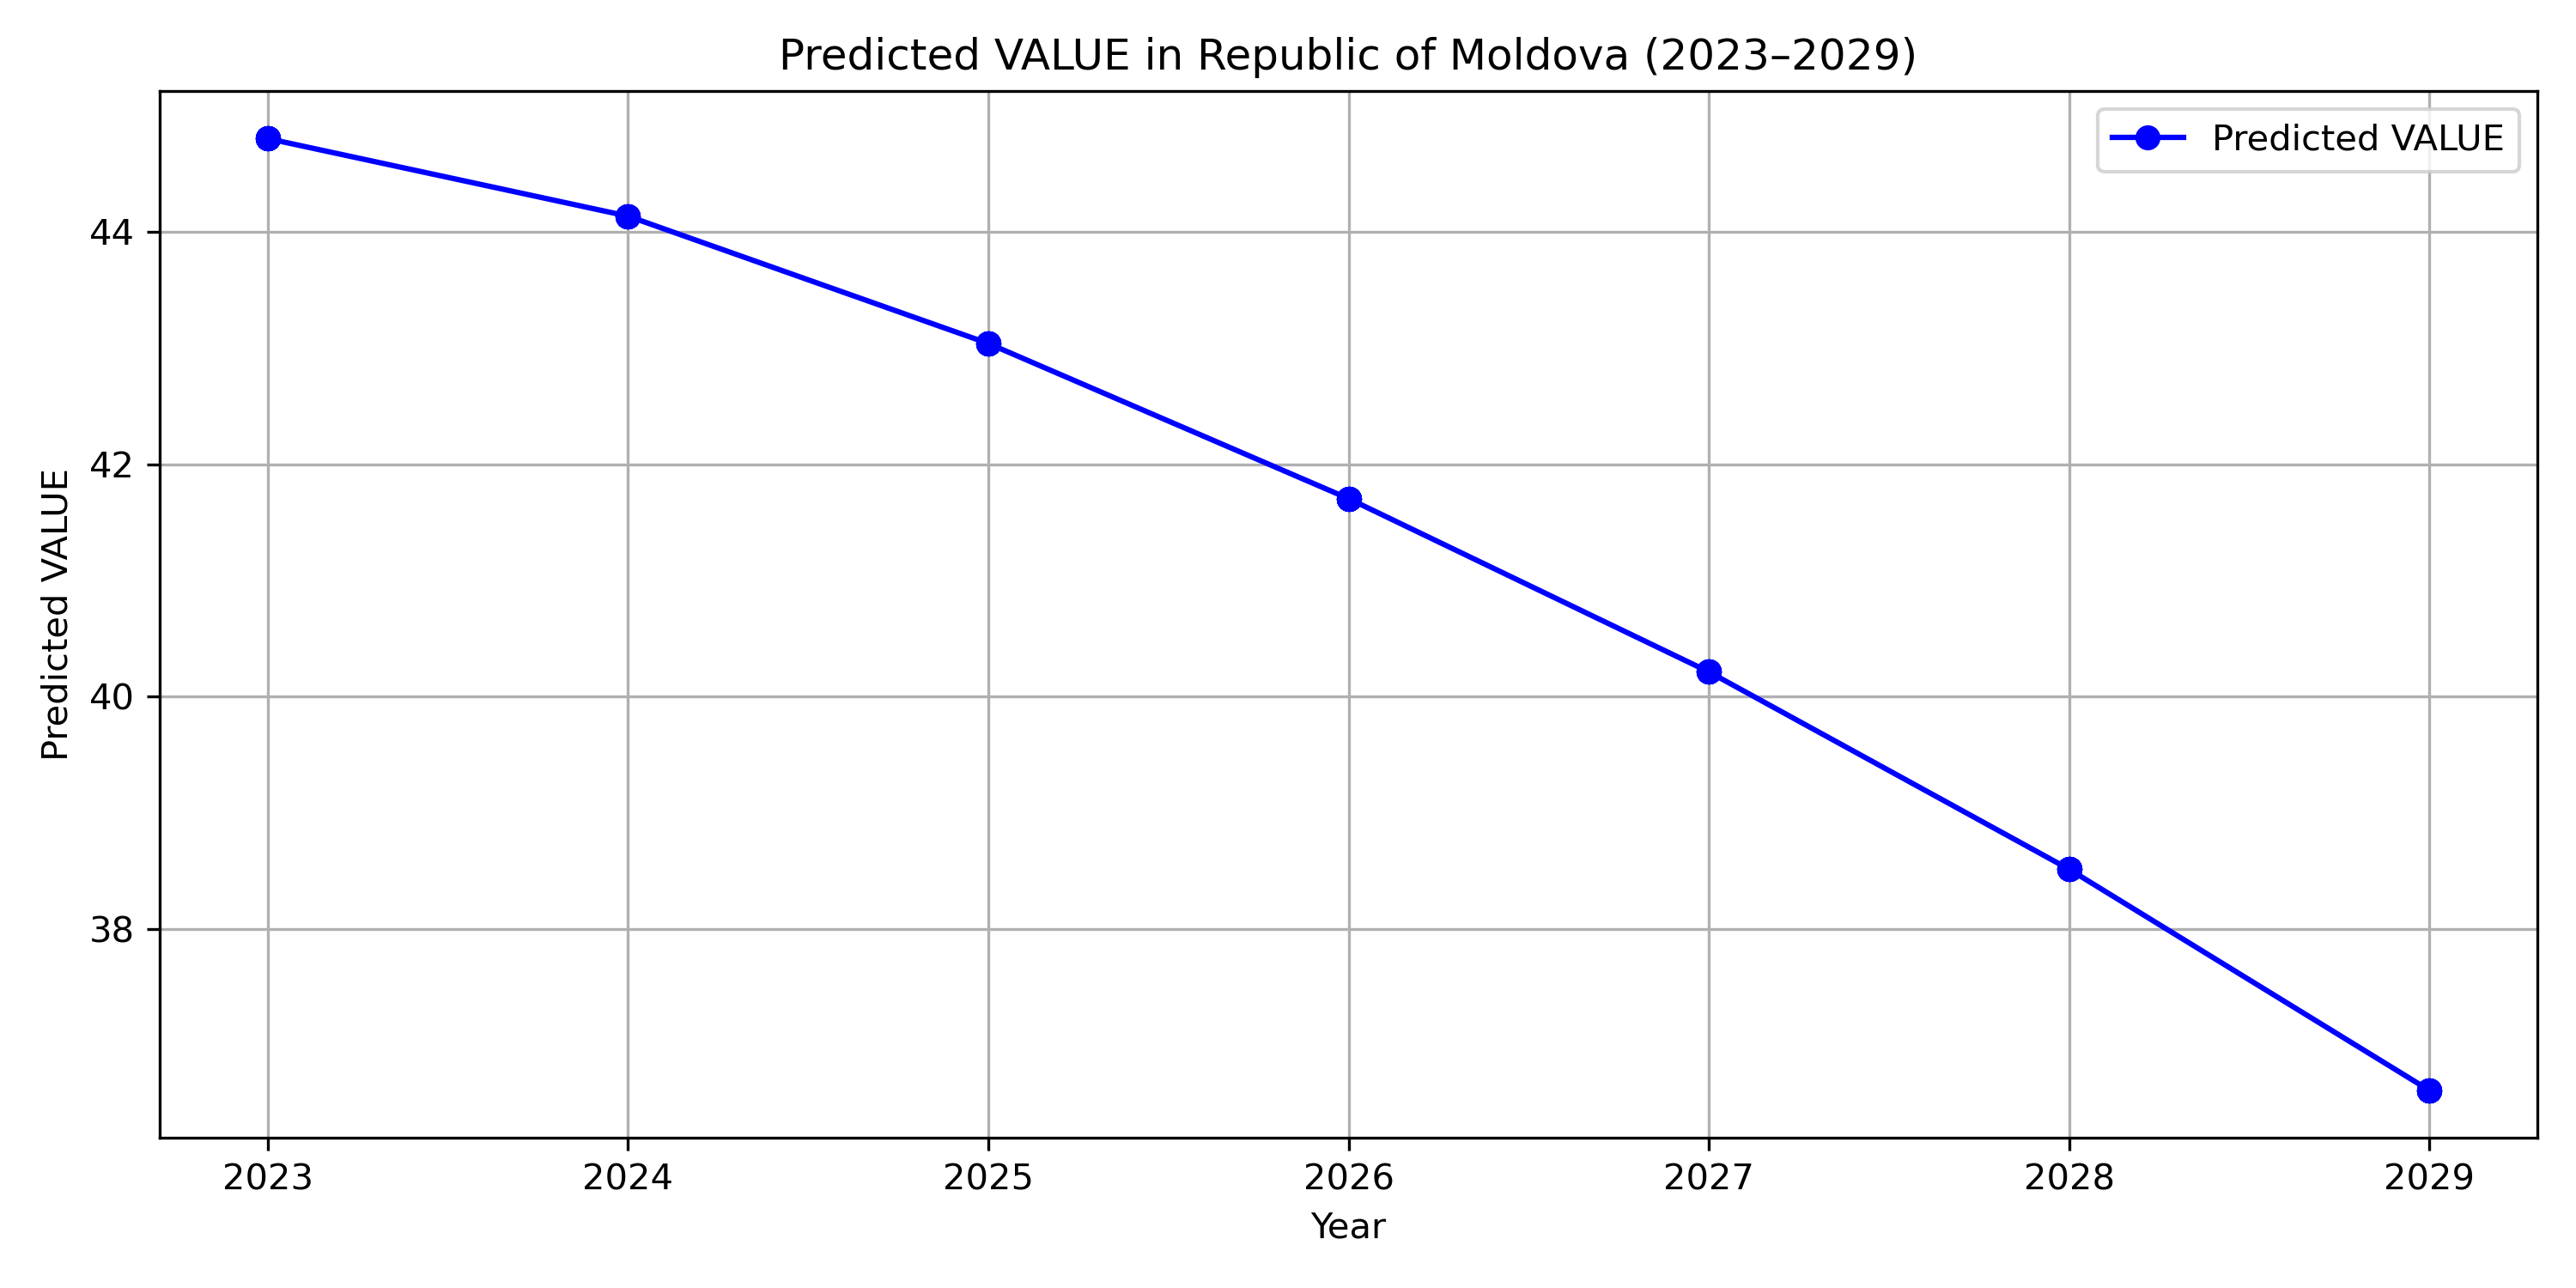 Predicted VALUE in Republic of Moldova (2023–2029)
Predicted VALUE
44
42
40
38
Predicted VALUE
2023 2024 2025 2026 2027 2028 2029
Year